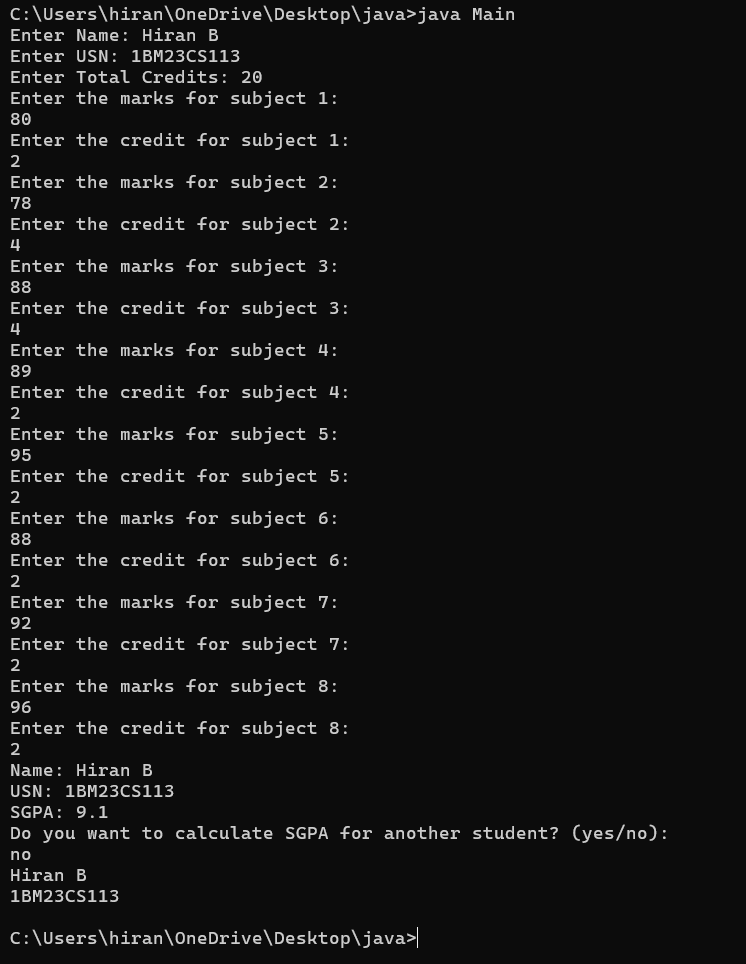 C:\Users\hiran\OneDrive\Desktop\java>java Main
Enter Name: Hiran B
Enter USN: 1BM23CS113
Enter Total Credits: 20
Enter the marks for subject 1:
80
Enter the credit for subject 1:
2
Enter the marks for subject 2:
78
Enter the credit for subject 2:
4
Enter the marks for subject 3:
88
Enter the credit for subject 3:
4
Enter the marks for subject 4:
89
Enter the credit for subject 4:
2
Enter the marks for subject 5:
95
Enter the credit for subject 5:
2
Enter the marks for subject 6:
88
Enter the credit for subject 6:
2
Enter the marks for subject 7:
92
Enter the credit for subject 7:
2
Enter the marks for subject 8:
96
Enter the credit for subject 8:
2
Name: Hiran B
USN: 1BM23CS113
SGPA: 9.1
Do you want to calculate SGPA for another student? (yes/no):
no
Hiran B
1BM23CS113
C:\Users\hiran\OneDrive\Desktop\java>